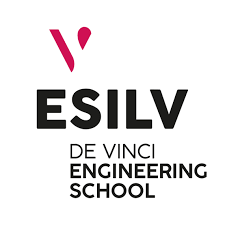 ESILV
DE VINCI
ENGINEERING
SCHOOL